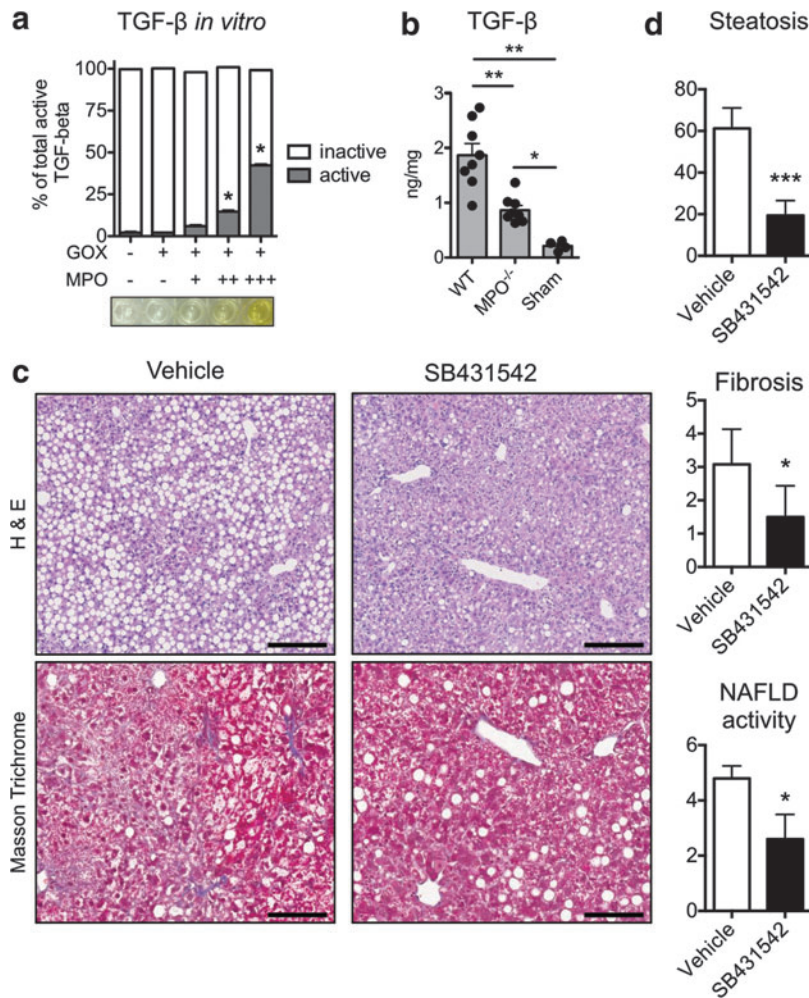 a
TGF-β in vitro
% of total active
TGF-beta
100
50
0
inactive
active
*
*
GOX - + + + +
MPO - - + ++ +++
b
TGF-β
**
**
*
ng/mg
3
2
1
0
WT
MPO-/-
Sham
c
Vehicle
SB431542
H & E
Masson Trichrome
d
Steatosis
80
60
40
20
0
***
Vehicle
SB431542
Fibrosis
5
4
3
2
1
0
*
Vehicle
SB431542
NAFLD
activity
6
4
2
0
*
Vehicle
SB431542